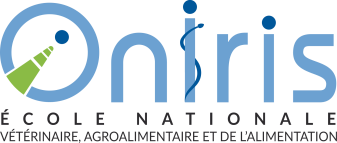 Oniris
ÉCOLE NATIONALE
VÉTÉRINAIRE, AGROALIMENTAIRE ET DE L'ALIMENTATION